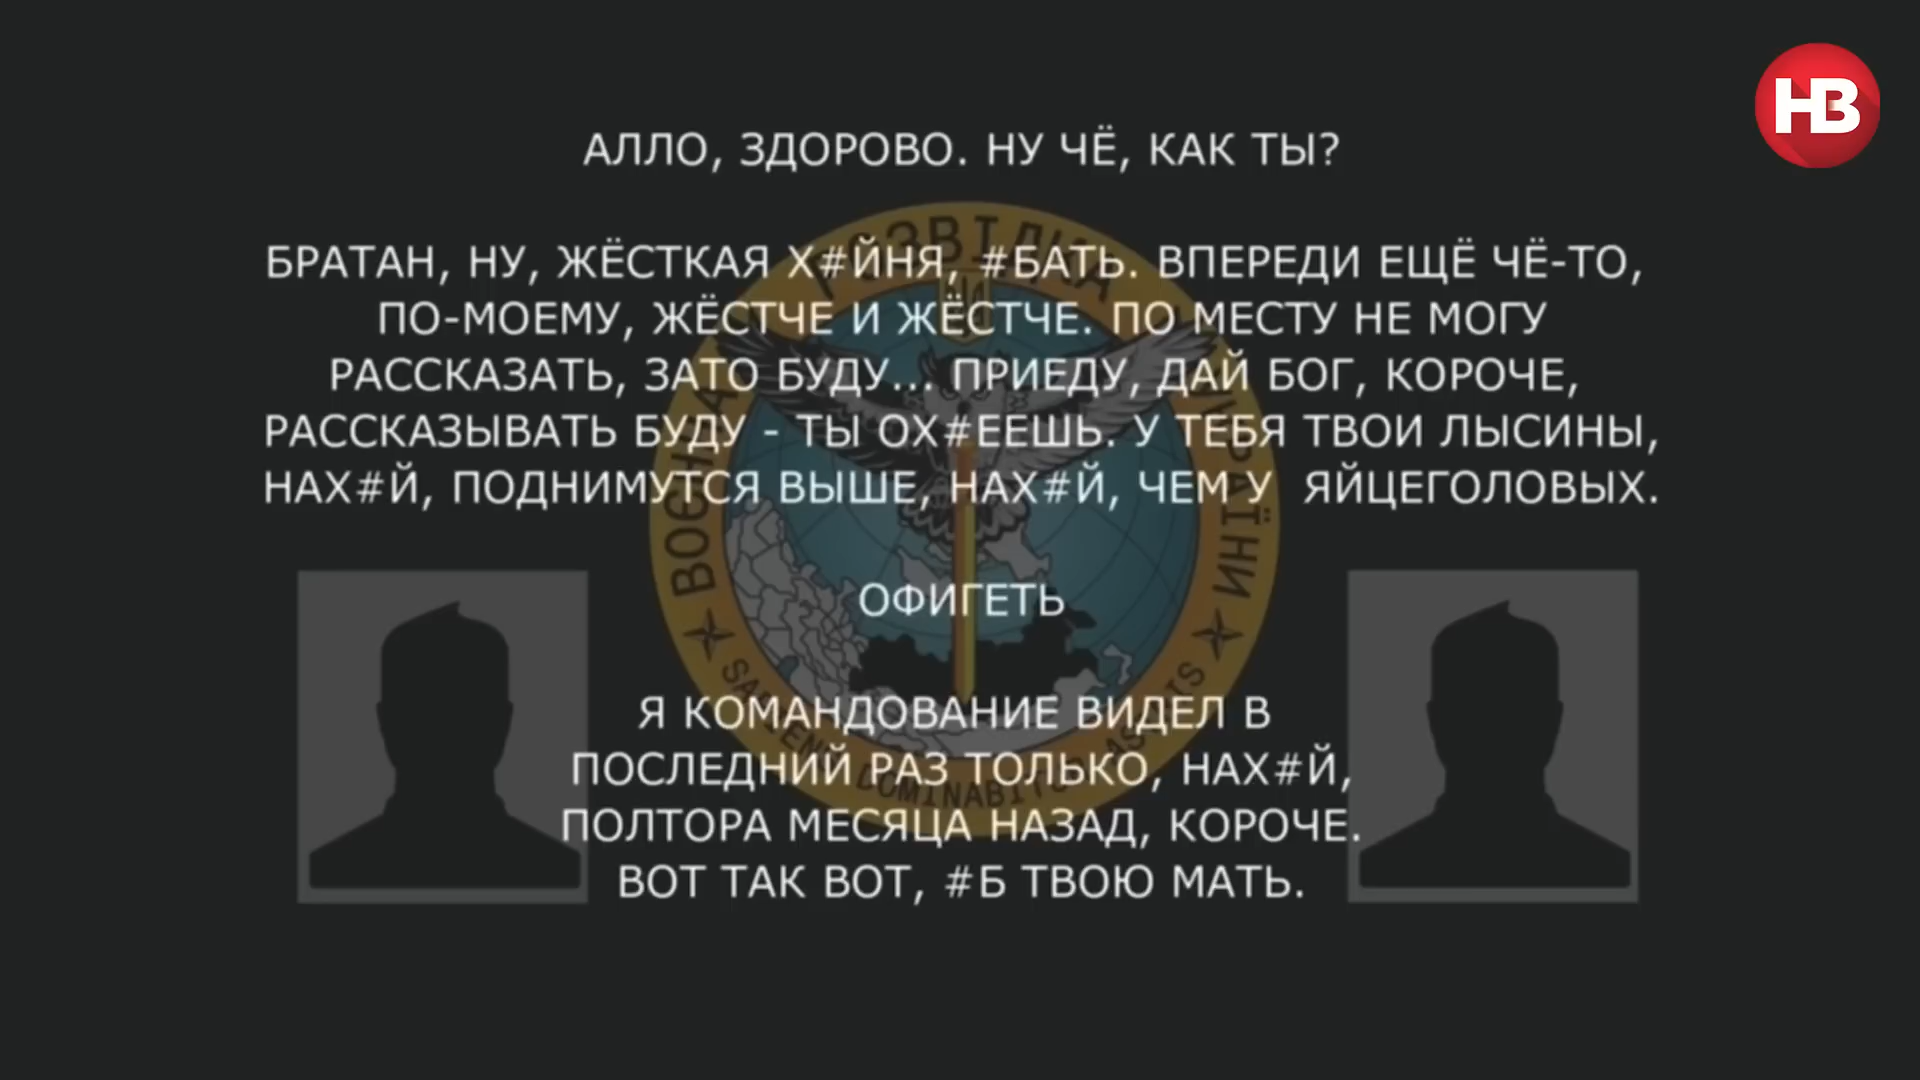 НВ
АЛЛО, ЗДОРОВО. НУ ЧЁ, КАК ТЫ?
БРАТАН, НУ, ЖЁСТКАЯ Х#ЙНЯ, #БАТЬ. ВПЕРЕДИ ЕЩЁ ЧЁ-ТО,
ПО-МОЕМУ, ЖЁСТЧЕ И ЖЁСТЧЕ. ПО МЕСТУ НЕ МОГУ
РАССКАЗАТЬ, ЗАТО БУДУ... ПРИЕДУ, ДАЙ БОГ, КОРОЧЕ,
РАССКАЗЫВАТЬ БУДУ - ТЫ ОХ#ЕЕШЬ. У ТЕБЯ ТВОИ ЛЫСИНЫ,
НАХ#Й, ПОДНИМУТСЯ ВЫШЕ, НАХ#Й, ЧЕМ У ЯЙЦЕГОЛОВЫХ.
ОФИГЕТЬ
Я КОМАНДОВАНИЕ ВИДЕЛ В
ПОСЛЕДНИЙ РАЗ ТОЛЬКО, НАХ#Й,
ПОЛТОРА МЕСЯЦА НАЗАД, КОРОЧЕ.
ВОТ ТАК ВОТ, #Б ТВОЮ МАТЬ.